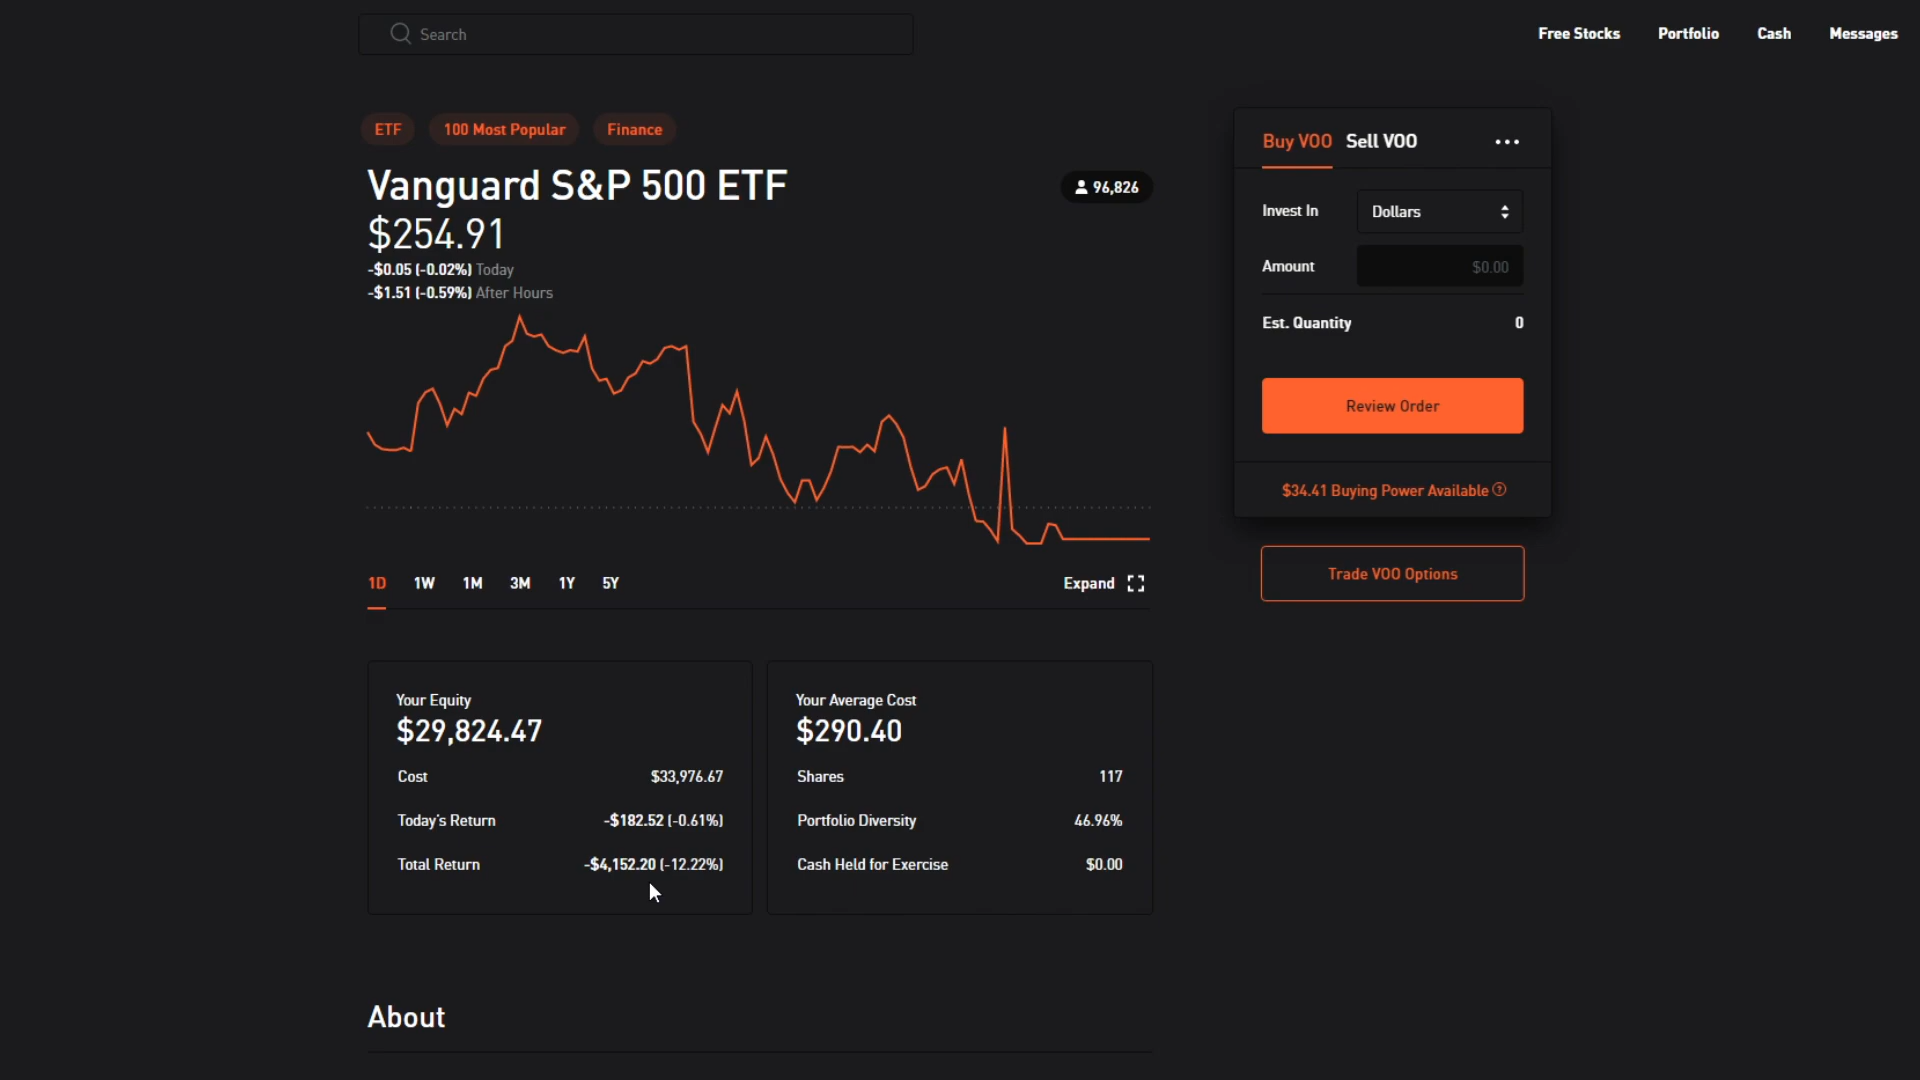 Search
Free Stocks Portfolio Cash Messages
ETF 100 Most Popular Finance
Vanguard S&P 500 ETF
96,826
$254.91
-$0.05 (-0.02%) Today
-$1.51 (-0.59%) After Hours
1D 1W 1M 3M 1Y 5Y Expand
Buy VOO Sell VOO
Invest In Dollars
Amount $0.00
Est. Quantity 0
Review Order
$34.41 Buying Power Available ?
Trade VOO Options
Your Equity
$29,824.47
Cost $33,976.67
Today's Return -$182.52 (-0.61%)
Total Return -$4,152.20 (-12.22%)
Your Average Cost
$290.40
Shares 117
Portfolio Diversity 46.96%
Cash Held for Exercise $0.00
About